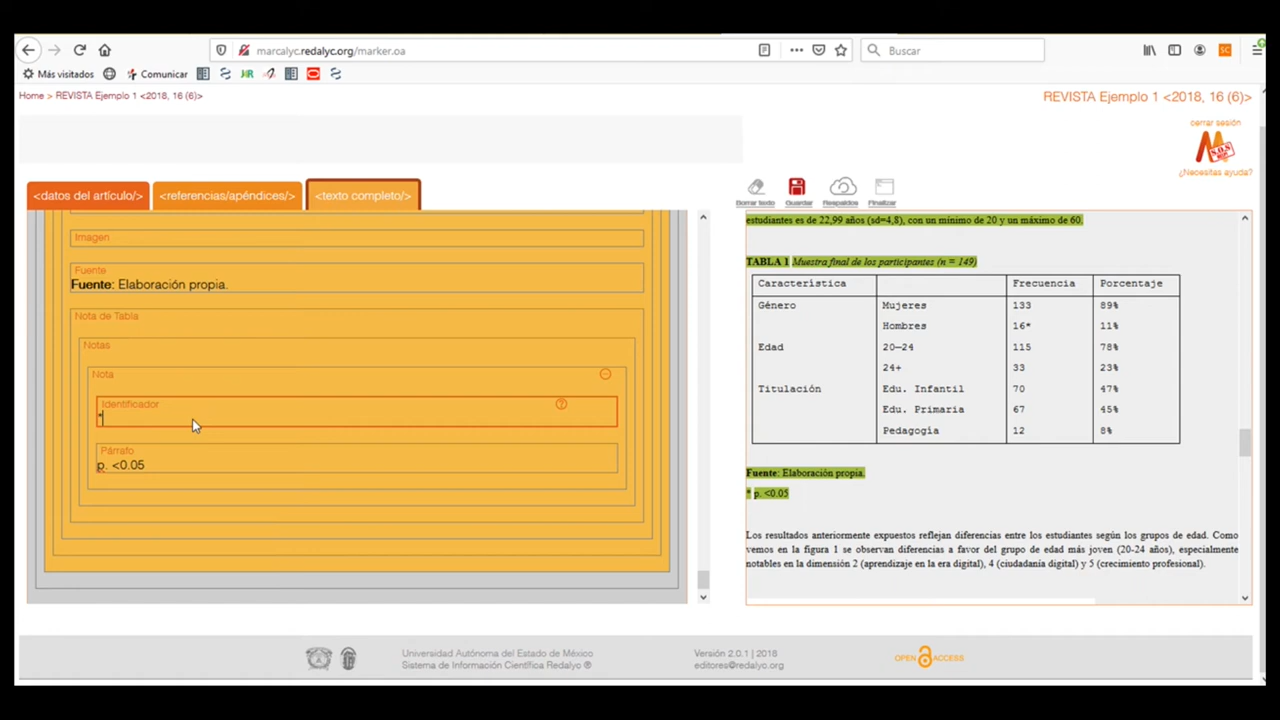 marcalyc.redalyc.org/marker.oa
Buscar
SC
Más visitados
Comunicar
Home > REVISTA Ejemplo 1 <2018, 16 (6)>
REVISTA Ejemplo 1 <2018, 16 (6)>
cerrar sesión
S.O.S
¿Necesitas ayuda?
<datos del artículo/>
<referencias/apéndices/>
<texto completo/>
Borrar texto
Guardar
Respaldos
Finalizar
Imagen
Fuente
Fuente: Elaboración propia.
Nota de Tabla
Notas
Nota
Identificador
*
Párrafo
p. <0.05
estudiantes es de 22,99 años (sd=4,8), con un mínimo de 20 y un máximo de 60.
TABLA 1 Muestra final de los participantes (n = 149)
Característica Frecuencia Porcentaje
Género Mujeres 133 89%
Hombres 16* 11%
Edad 20—24 115 78%
24+ 33 23%
Titulación Edu. Infantil 70 47%
Edu. Primaria 67 45%
Pedagogía 12 8%
Fuente: Elaboración propia.
* p. <0.05
Los resultados anteriormente expuestos reflejan diferencias entre los estudiantes según los grupos de edad. Como
vemos en la figura 1 se observan diferencias a favor del grupo de edad más joven (20-24 años), especialmente
notables en la dimensión 2 (aprendizaje en la era digital), 4 (ciudadanía digital) y 5 (crecimiento profesional).
Universidad Autónoma del Estado de México
Sistema de Información Científica Redalyc ®
Versión 2.0.1 | 2018
editores@redalyc.org
OPEN ACCESS